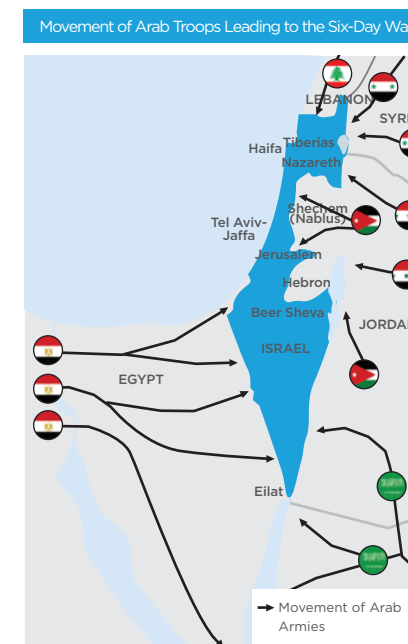 Movement of Arab Troops Leading to the Six-Day Wa
LEBANON
SYRI
Haifa
Tiberias
Nazareth
Shechem
(Nablus)
Tel Aviv-
Jaffa
Jerusalem
Hebron
Beer Sheva
JORDA
ISRAEL
EGYPT
Eilat
Movement of Arab
Armies